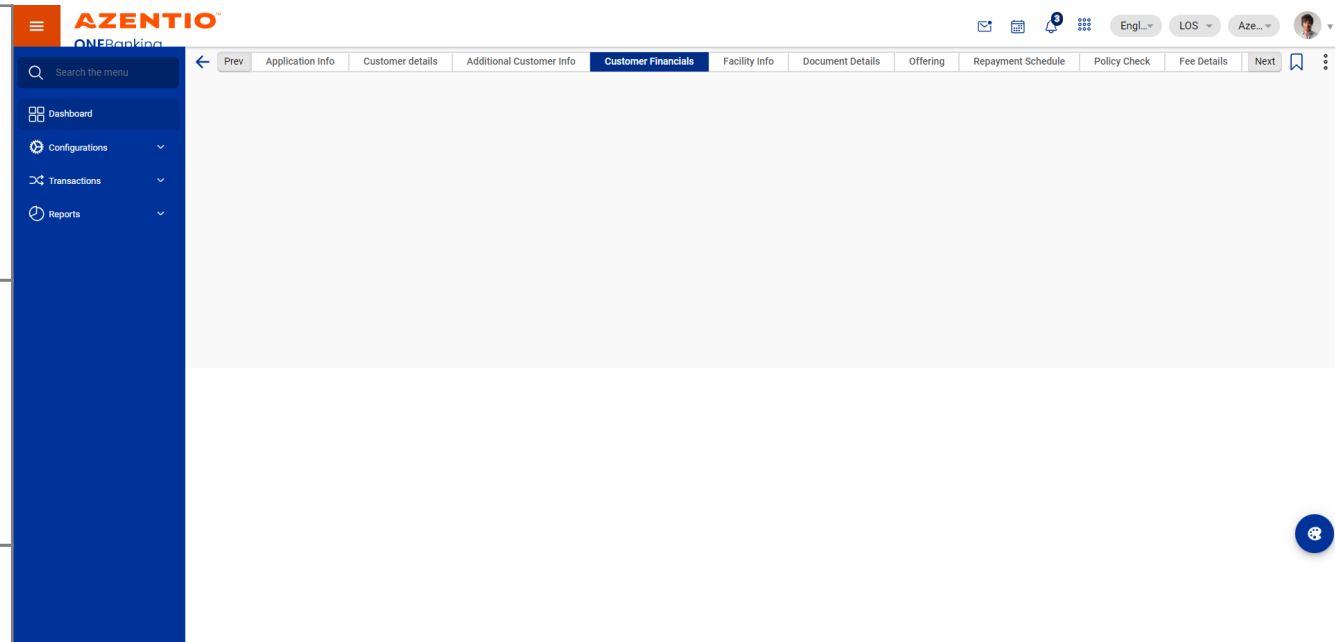 AZENTIO™
ONEBanking
3
Engl...
LOS
Aze...
Search the menu
Dashboard
Configurations
Transactions
Reports
Prev Application Info Customer details Additional Customer Info Customer Financials Facility Info Document Details Offering Repayment Schedule Policy Check Fee Details Next